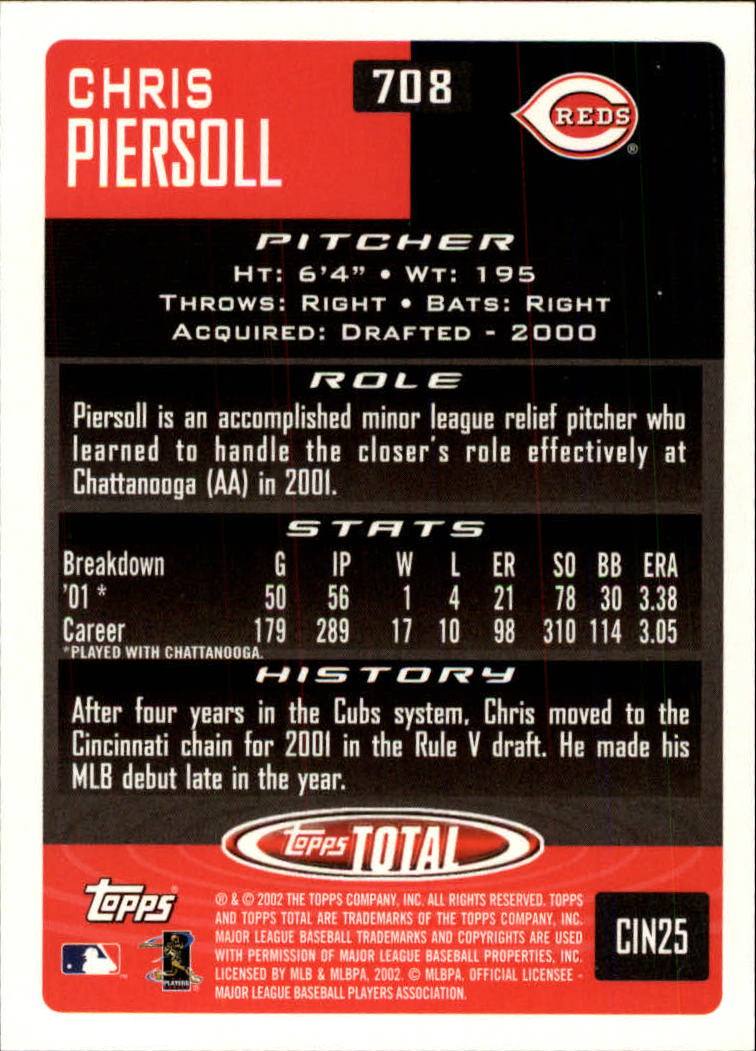 CHRIS
PIERSOLL
708
REDS
®
PITCHER
HT: 6'4" • WT: 195
THROWS: RIGHT • BATS: RIGHT
ACQUIRED: DRAFTED - 2000
ROLE
Piersoll is an accomplished minor league relief pitcher who
learned to handle the closer's role effectively at
Chattanooga (AA) in 2001.
STATS
Breakdown G IP W L ER SO BB ERA
'01 * 50 56 1 4 21 78 30 3.38
Career 179 289 17 10 98 310 114 3.05
*PLAYED WITH CHATTANOOGA.
HISTORY
After four years in the Cubs system, Chris moved to the
Cincinnati chain for 2001 in the Rule V draft. He made his
MLB debut late in the year.
Topps TOTAL
Topps®
® & © 2002 THE TOPPS COMPANY, INC. ALL RIGHTS RESERVED. TOPPS
AND TOPPS TOTAL ARE TRADEMARKS OF THE TOPPS COMPANY, INC.
MAJOR LEAGUE BASEBALL TRADEMARKS AND COPYRIGHTS ARE USED
WITH PERMISSION OF MAJOR LEAGUE BASEBALL PROPERTIES, INC.
LICENSED BY MLB & MLBPA, 2002. © MLBPA. OFFICIAL LICENSEE -
MAJOR LEAGUE BASEBALL PLAYERS ASSOCIATION.
PLAYERS
CIN25